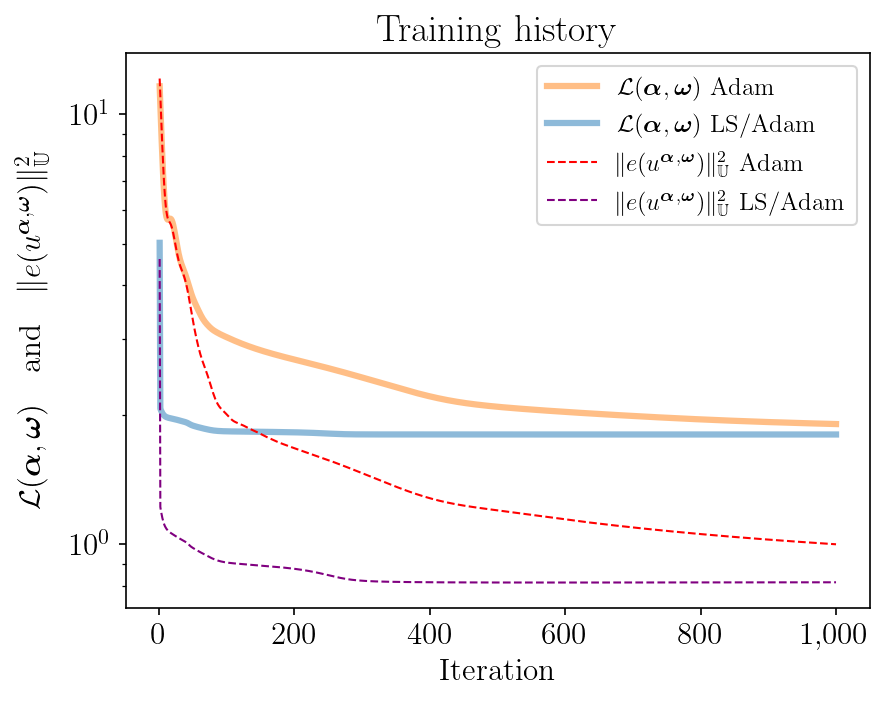 Training history
𝓛(𝜶, 𝝎) and ‖e(u^{𝜶,𝝎})‖²_𝕌
10¹
10⁰
𝓛(𝜶, 𝝎) Adam
𝓛(𝜶, 𝝎) LS/Adam
‖e(u^{𝜶,𝝎})‖²_𝕌 Adam
‖e(u^{𝜶,𝝎})‖²_𝕌 LS/Adam
0 200 400 600 800 1,000
Iteration